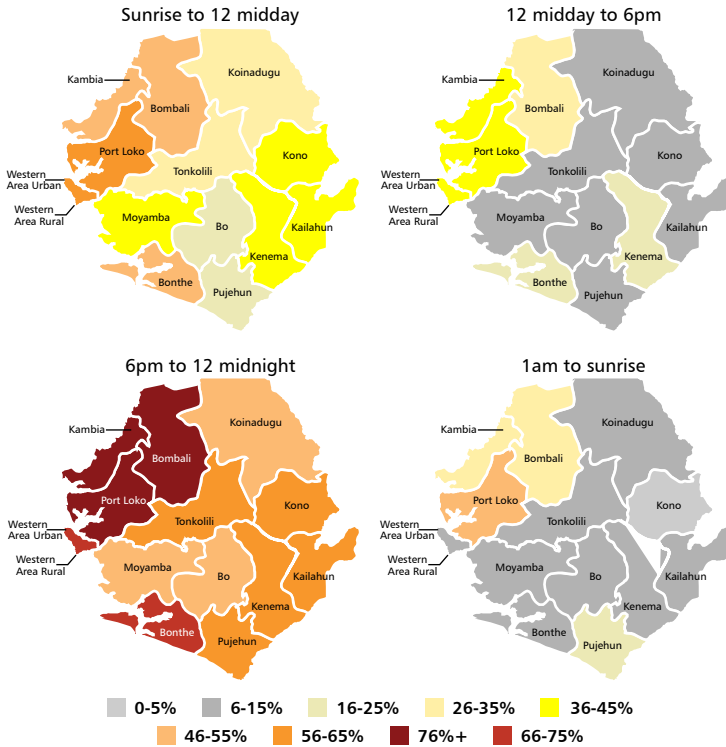 Sunrise to 12 midday
Koinadugu
Kambia
Bombali
Port Loko
Kono
Tonkolili
Western
Area Urban
Western
Area Rural
Moyamba
Bo
Kailahun
Kenema
Bonthe
Pujehun
12 midday to 6pm
Koinadugu
Kambia
Bombali
Port Loko
Kono
Tonkolili
Western
Area Urban
Western
Area Rural
Moyamba
Bo
Kailahun
Kenema
Bonthe
Pujehun
6pm to 12 midnight
Koinadugu
Kambia
Bombali
Port Loko
Kono
Tonkolili
Western
Area Urban
Western
Area Rural
Moyamba
Bo
Kailahun
Kenema
Bonthe
Pujehun
1am to sunrise
Koinadugu
Kambia
Bombali
Port Loko
Kono
Tonkolili
Western
Area Urban
Western
Area Rural
Moyamba
Bo
Kailahun
Kenema
Bonthe
Pujehun
0-5% 6-15% 16-25% 26-35% 36-45%
46-55% 56-65% 76%+ 66-75%